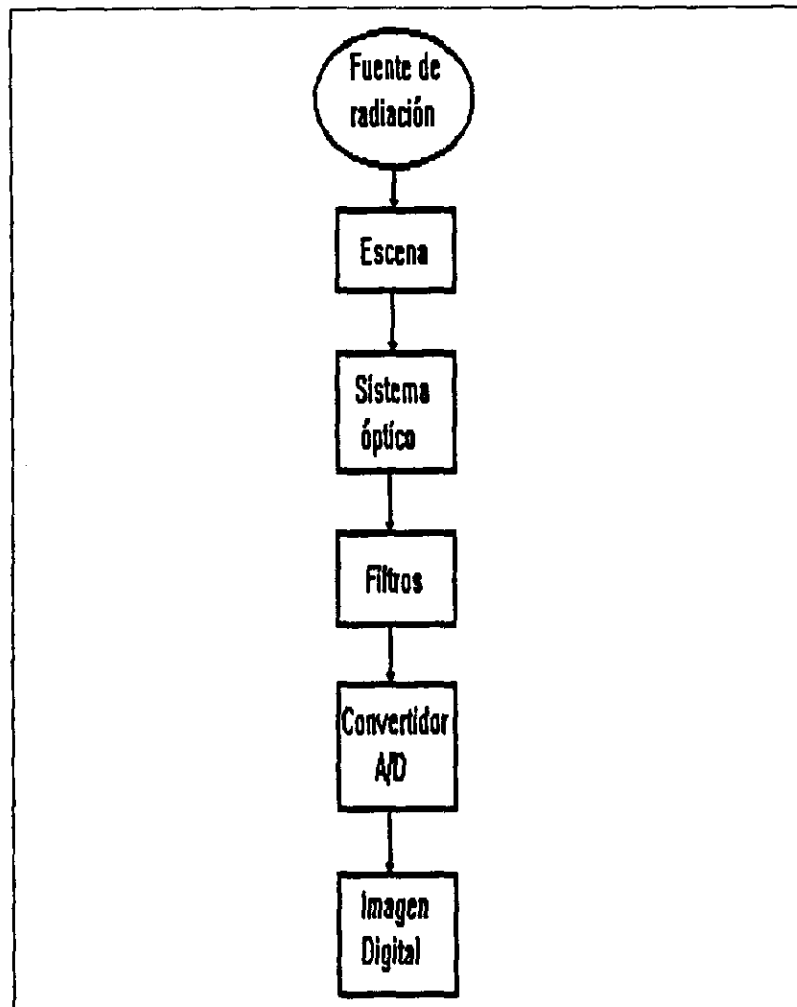 Fuente de
radiación
Escena
Sistema
óptico
Filtros
Convertidor
A/D
Imagen
Digital